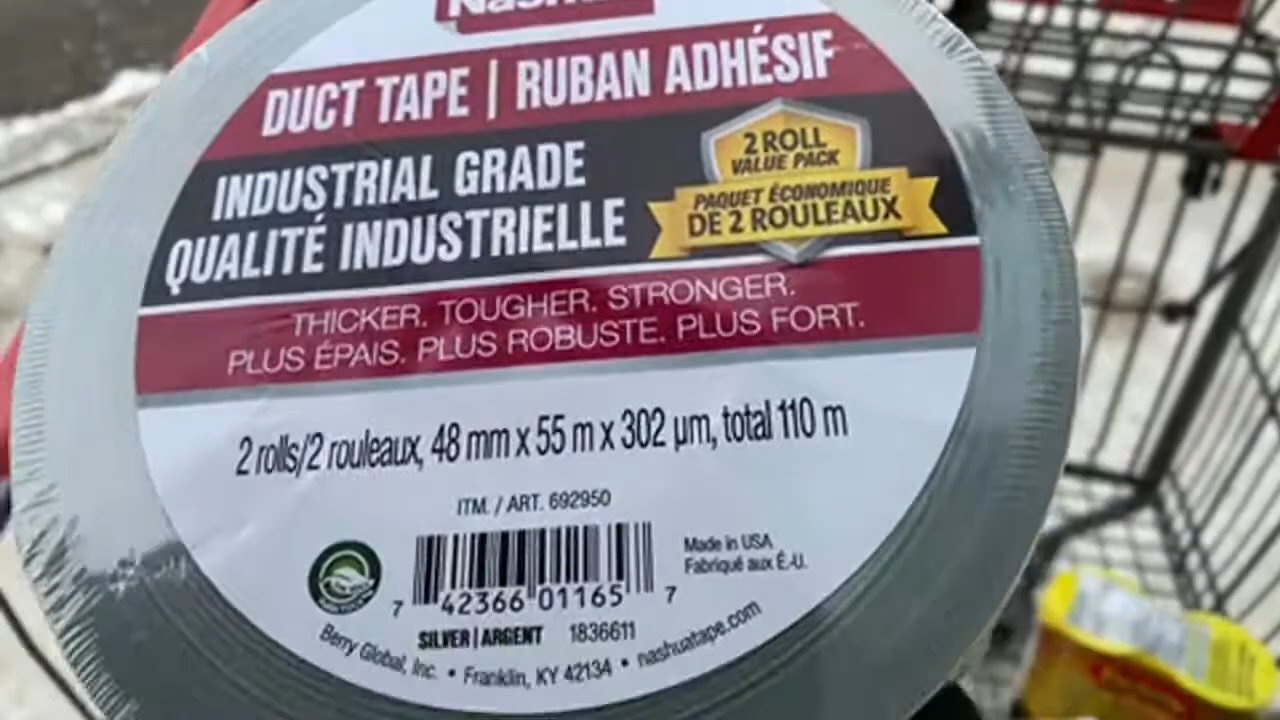 Nashua
DUCT TAPE | RUBAN ADHÉSIF
INDUSTRIAL GRADE
QUALITÉ INDUSTRIELLE
2 ROLL
VALUE PACK
PAQUET ÉCONOMIQUE
DE 2 ROULEAUX
THICKER. TOUGHER. STRONGER.
PLUS ÉPAIS. PLUS ROBUSTE. PLUS FORT.
2 rolls/2 rouleaux, 48 mm x 55 m x 302 µm, total 110 m
ITM. / ART. 692950
Made in USA
Fabriqué aux É.-U.
7 42366 01165 7
SILVER | ARGENT 1836611
Berry Global, Inc. • Franklin, KY 42134 • nashuatape.com